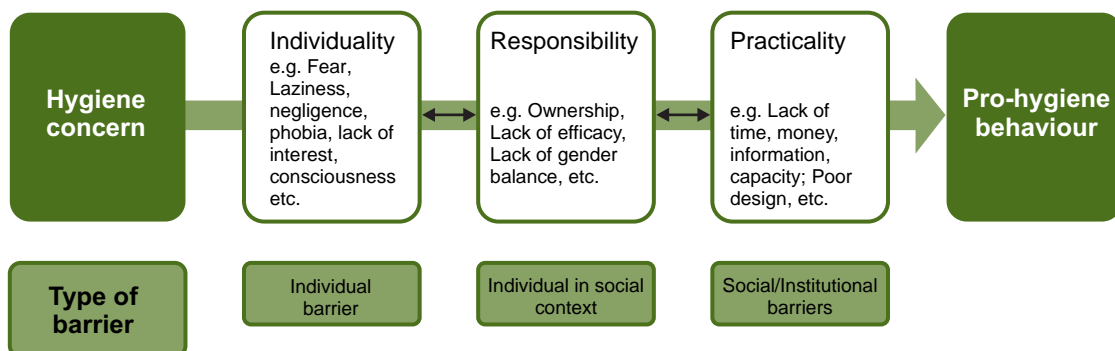 Hygiene
concern
Individuality
e.g. Fear,
Laziness,
negligence,
phobia, lack of
interest,
consciousness
etc.
Responsibility
e.g. Ownership,
Lack of efficacy,
Lack of gender
balance, etc.
Practicality
e.g. Lack of
time, money,
information,
capacity; Poor
design, etc.
Pro-hygiene
behaviour
Type of
barrier
Individual
barrier
Individual in social
context
Social/Institutional
barriers